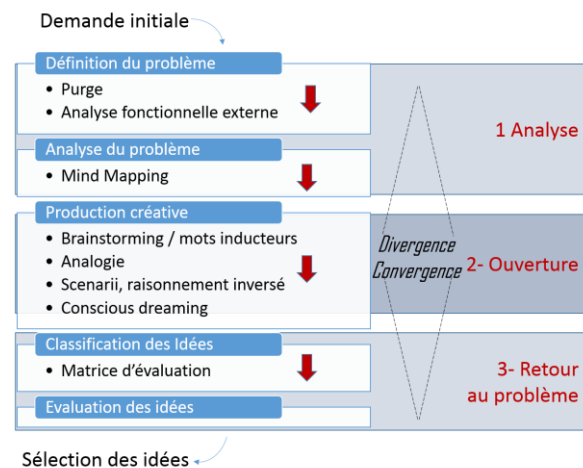 Demande initiale
Définition du problème
• Purge
• Analyse fonctionnelle externe
1 Analyse
Analyse du problème
• Mind Mapping
Production créative
• Brainstorming / mots inducteurs
• Analogie
• Scenarii, raisonnement inversé
• Conscious dreaming
Divergence
Convergence
2- Ouverture
Classification des Idées
• Matrice d'évaluation
3- Retour
au problème
Evaluation des idées
Sélection des idées